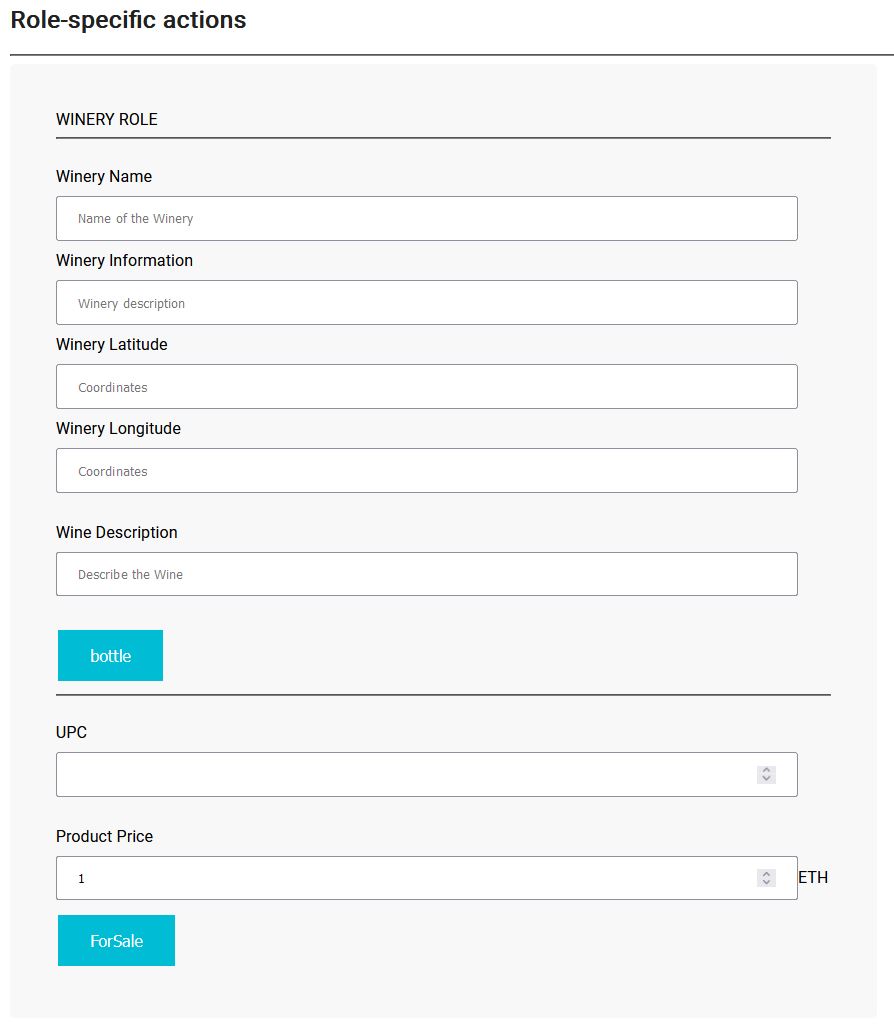 Role-specific actions
WINERY ROLE
Winery Name
Name of the Winery
Winery Information
Winery description
Winery Latitude
Coordinates
Winery Longitude
Coordinates
Wine Description
Describe the Wine
bottle
UPC
Product Price
1 ETH
ForSale